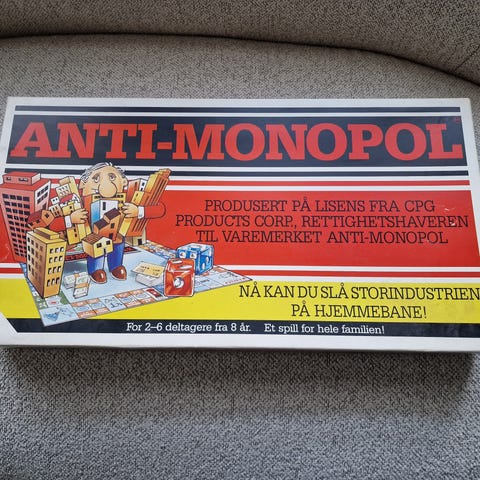 ANTI-MONOPOL
PRODUSERT PÅ LISENS FRA CPG
PRODUCTS CORP., RETTIGHETSHAVEREN
TIL VAREMERKET ANTI-MONOPOL
NÅ KAN DU SLÅ STORINDUSTRIEN
PÅ HJEMMEBANE!
For 2–6 deltagere fra 8 år. Et spill for hele familien!